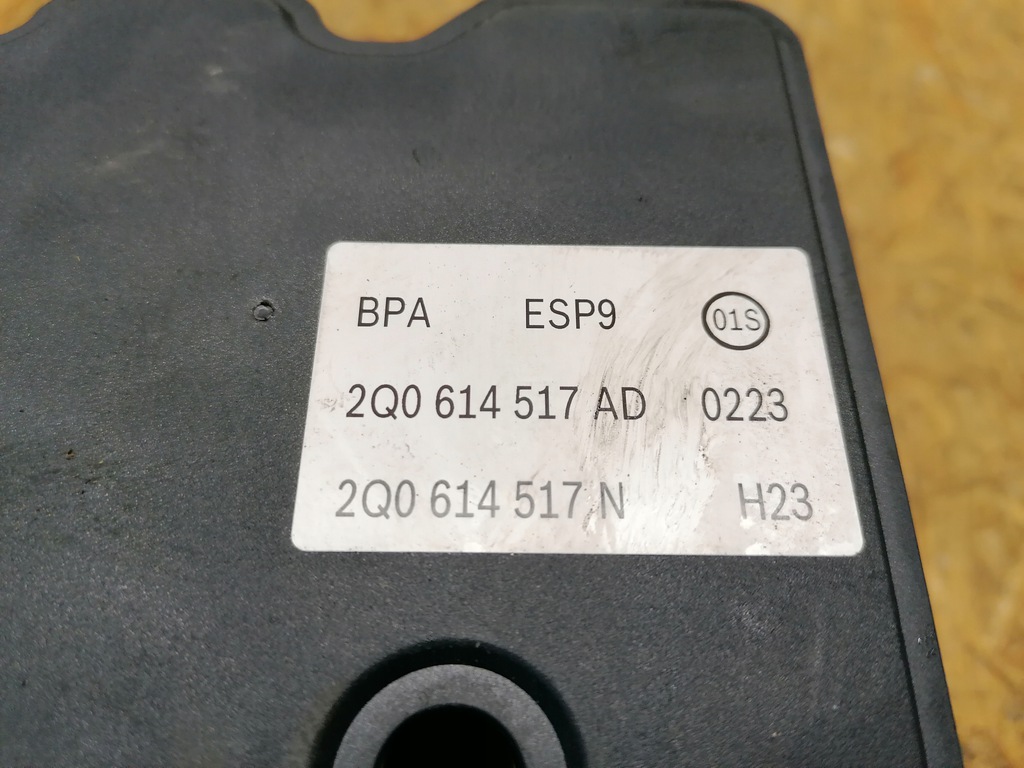 BPA ESP9 01S
2Q0 614 517 AD 0223
2Q0 614 517 N H23